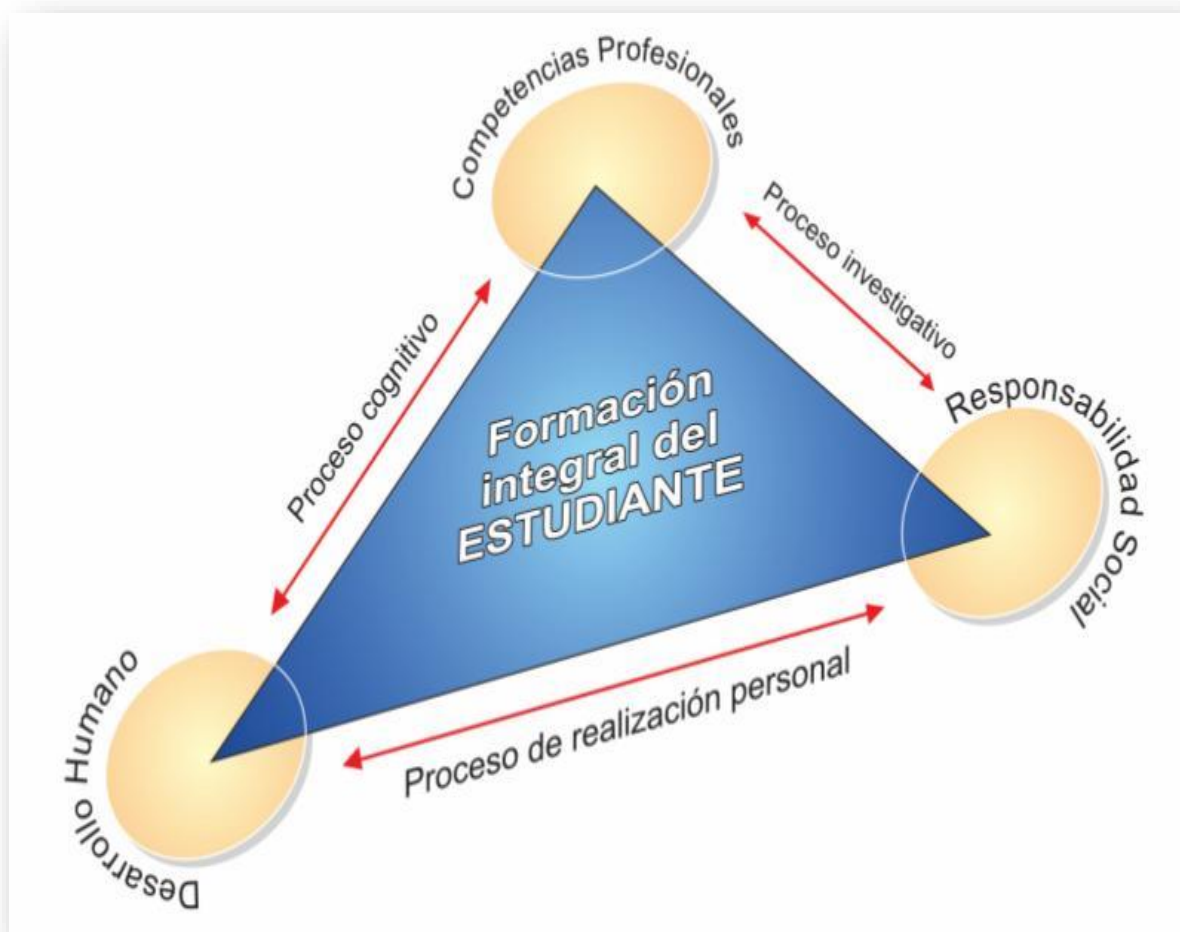 Competencias Profesionales
Proceso investigativo
Proceso cognitivo
Responsabilidad Social
Formación
integral del
ESTUDIANTE
Proceso de realización personal
Desarrollo Humano